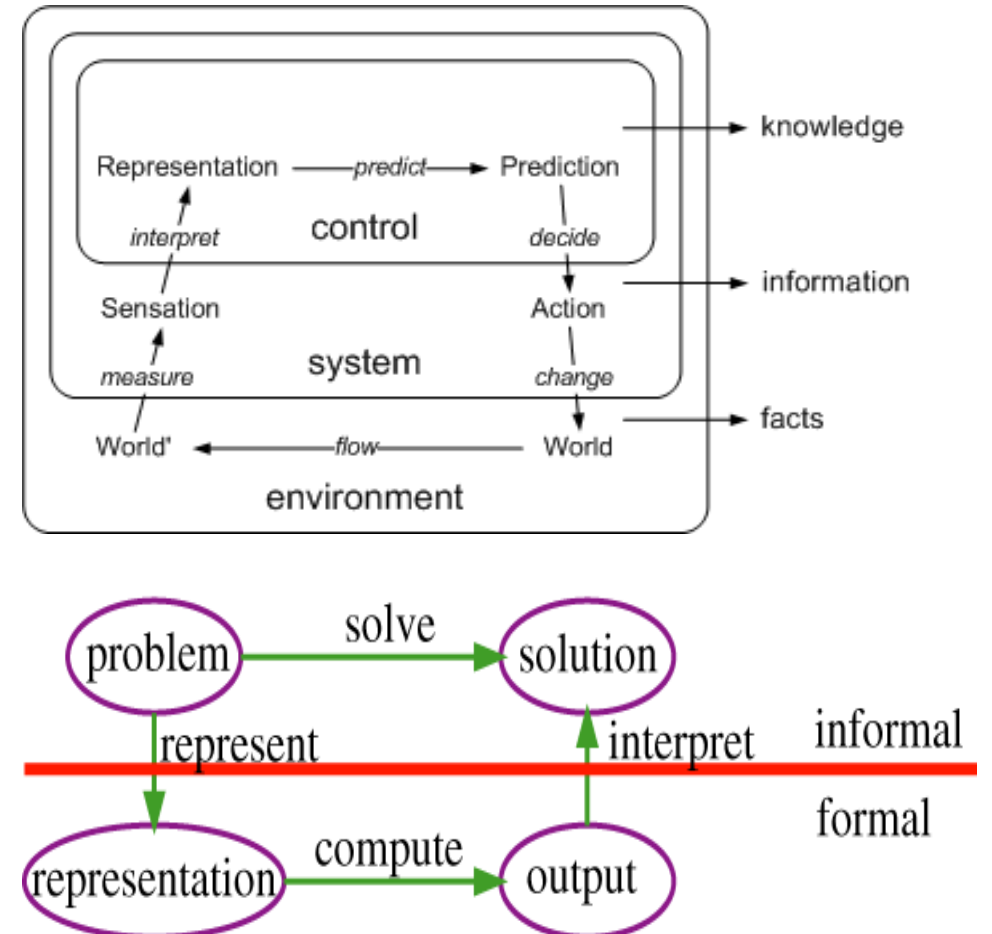 knowledge
Representation predict Prediction
control
interpret decide
information
Sensation Action
system
measure change
facts
World' flow World
environment
problem solve solution
represent interpret informal
formal
representation compute output